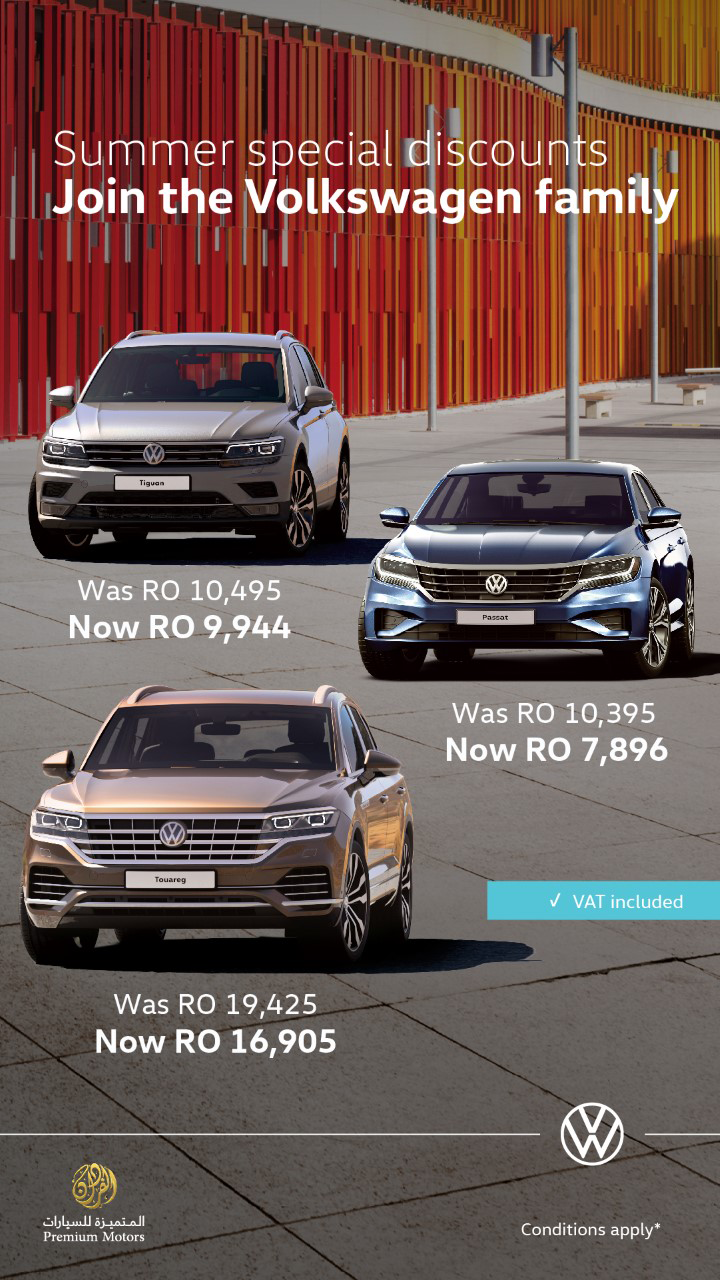 Summer special discounts
Join the Volkswagen family
Tiguan
Was RO 10,495
Now RO 9,944
Passat
Was RO 10,395
Now RO 7,896
Touareg
✓ VAT included
Was RO 19,425
Now RO 16,905
المتميزة للسيارات
Premium Motors
Conditions apply*